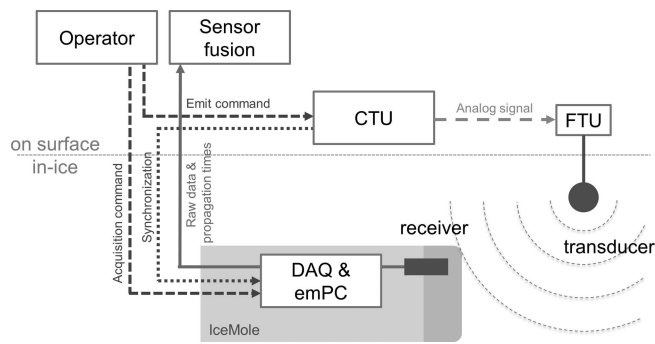 Operator
Sensor
fusion
Emit command
CTU
Analog signal
FTU
on surface
in-ice
Acquisition command
Synchronization
Raw data &
propagation times
receiver
transducer
DAQ &
emPC
IceMole